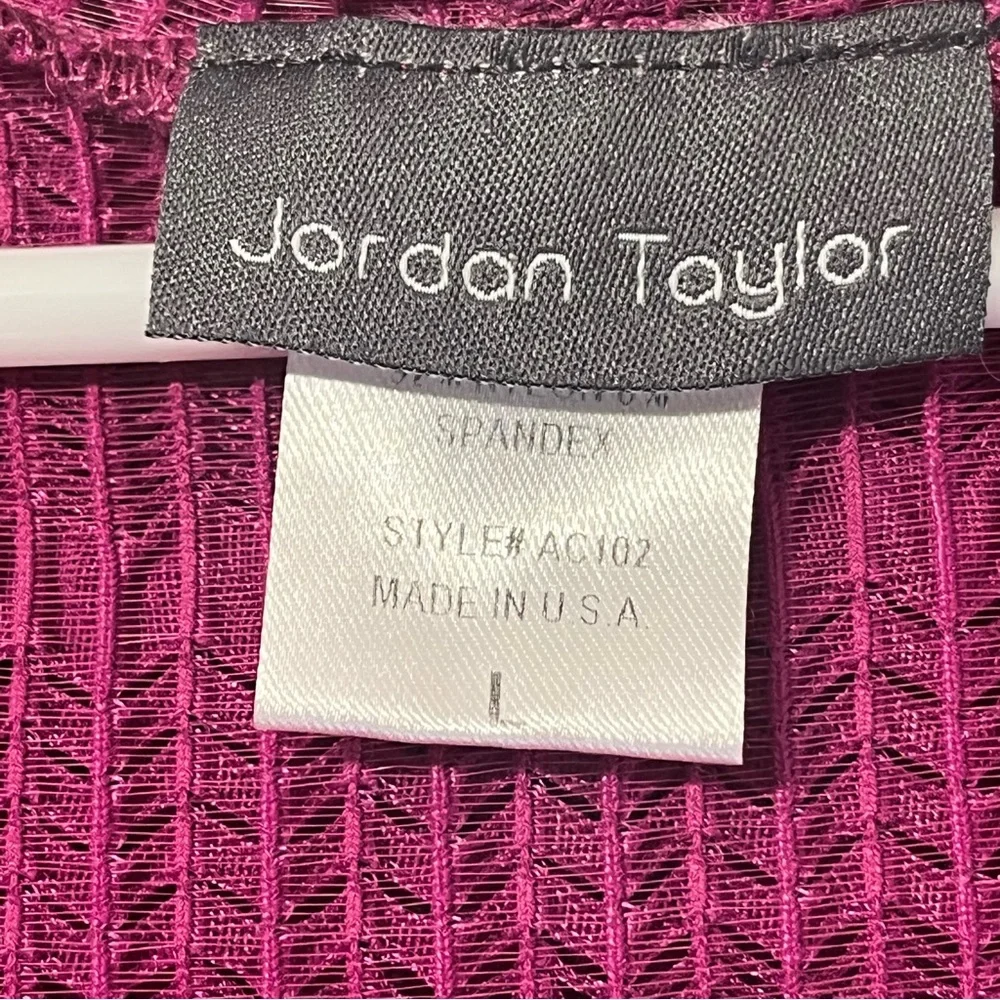 Jordan Taylor
SPANDEX
STYLE# AC102
MADE IN U.S.A.
L